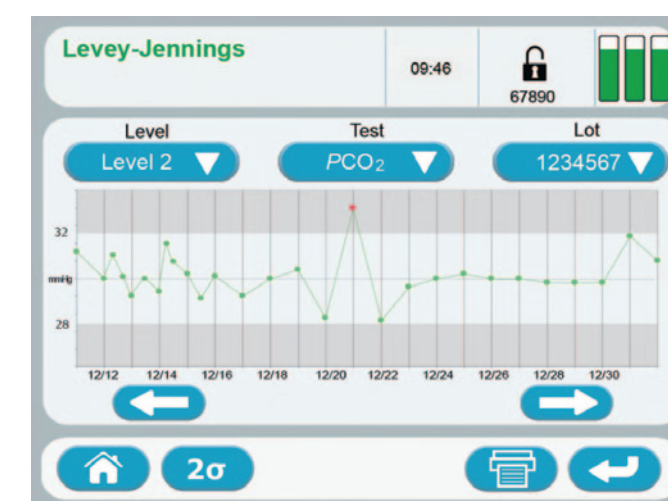 Levey-Jennings
09:46
67890
Level Test Lot
Level 2 PCO₂ 1234567
32
mmHg
28
12/12 12/14 12/16 12/18 12/20 12/22 12/24 12/26 12/28 12/30
2σ